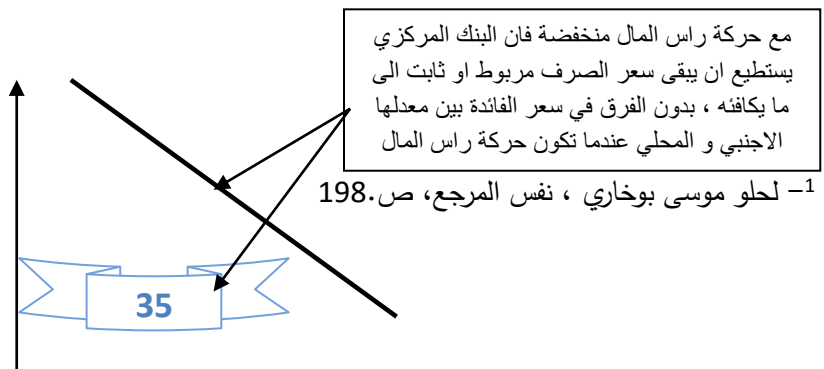 مع حركة راس المال منخفضة فان البنك المركزي
يستطيع ان يبقى سعر الصرف مربوط او ثابت الى
ما يكافئه ، بدون الفرق في سعر الفائدة بين معدلها
الاجنبي و المحلي عندما تكون حركة راس المال
1– لحلو موسى بوخاري ، نفس المرجع، ص.198
35